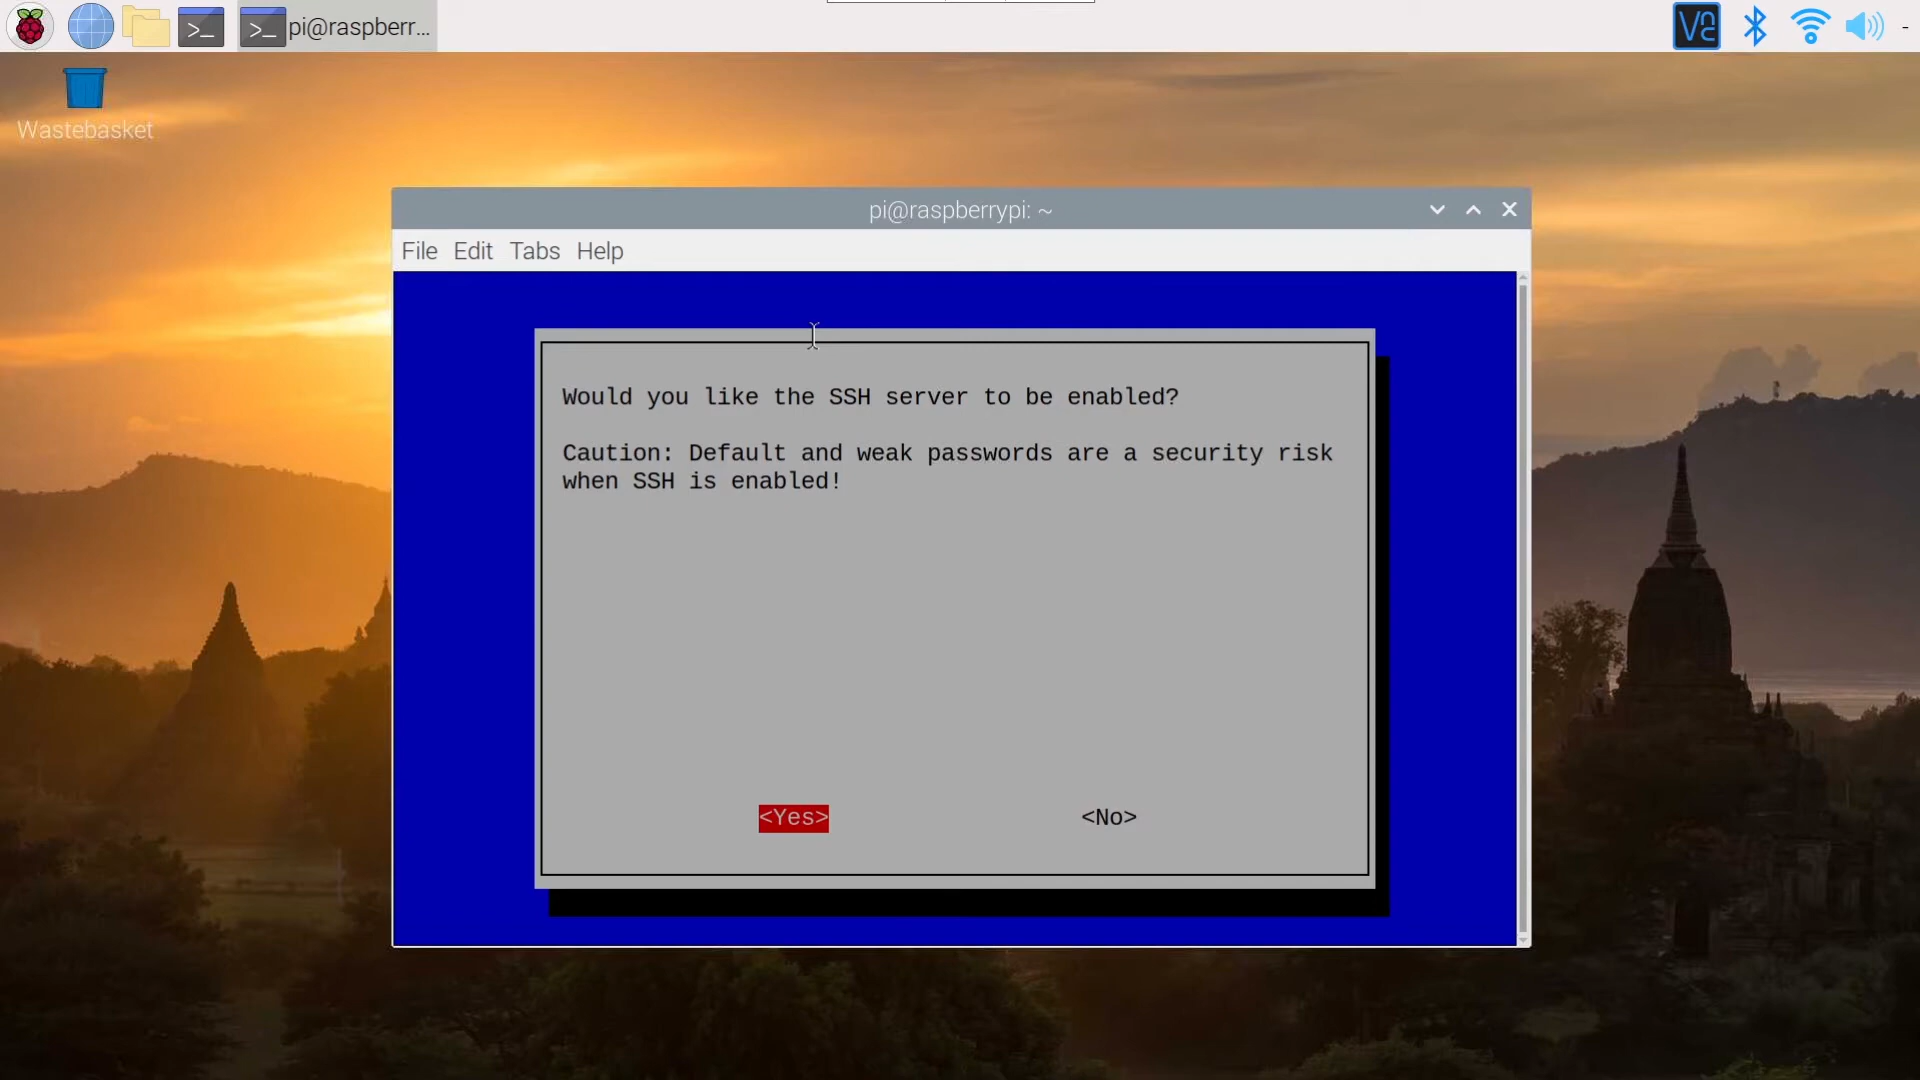 pi@raspberr...
Wastebasket
pi@raspberrypi: ~
File Edit Tabs Help
Would you like the SSH server to be enabled?
Caution: Default and weak passwords are a security risk
when SSH is enabled!
<Yes> <No>